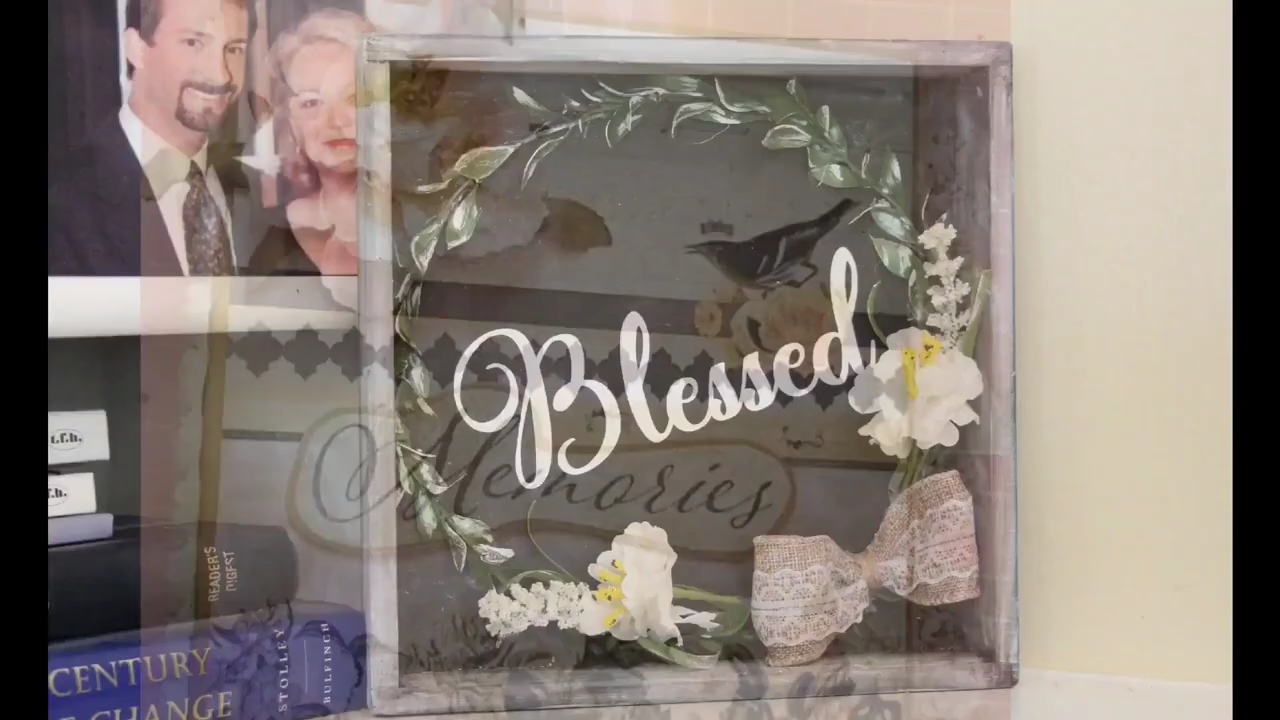 Blessed
Memories
t.f.h.
f.h.
READER'S
DIGEST
STOLLEY
BULFINCH
CENTURY
CHANGE